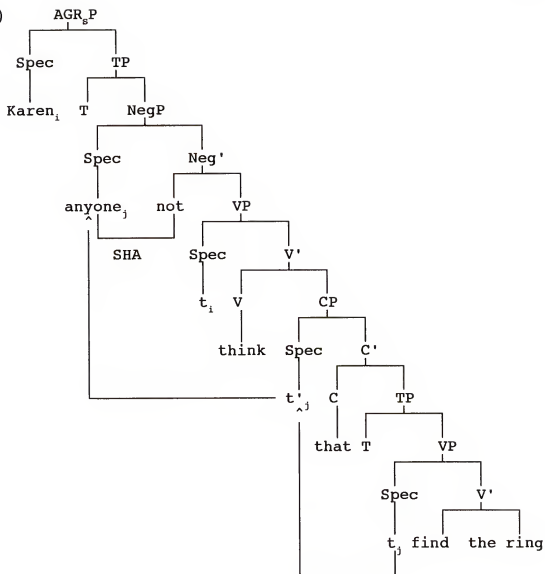 )
AGRsP
Spec TP
Kareni T NegP
Spec Neg'
anyonej not VP
SHA Spec V'
ti V CP
think Spec C'
t'j C TP
that T VP
Spec V'
tj find the ring